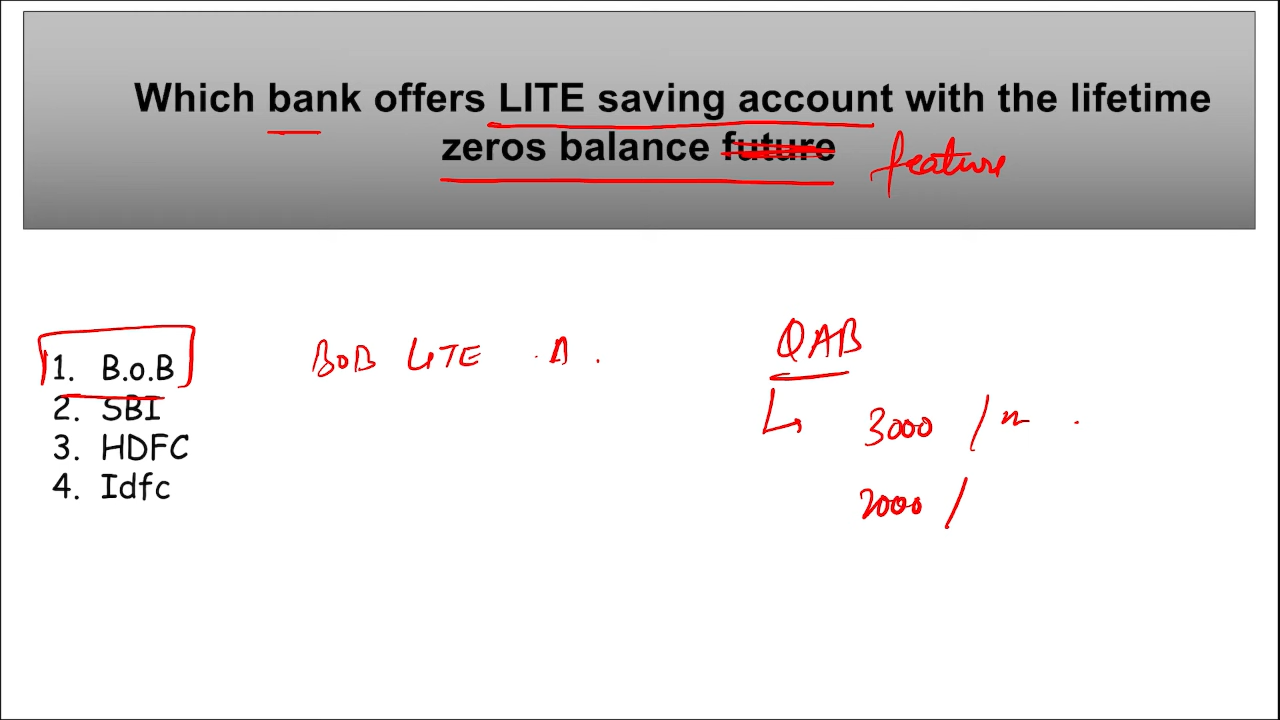 Which bank offers LITE saving account with the lifetime
zeros balance future feature
1. B.o.B
2. SBI
3. HDFC
4. Idfc
BOB LITE . A .
QAB
3000 / m .
2000 /